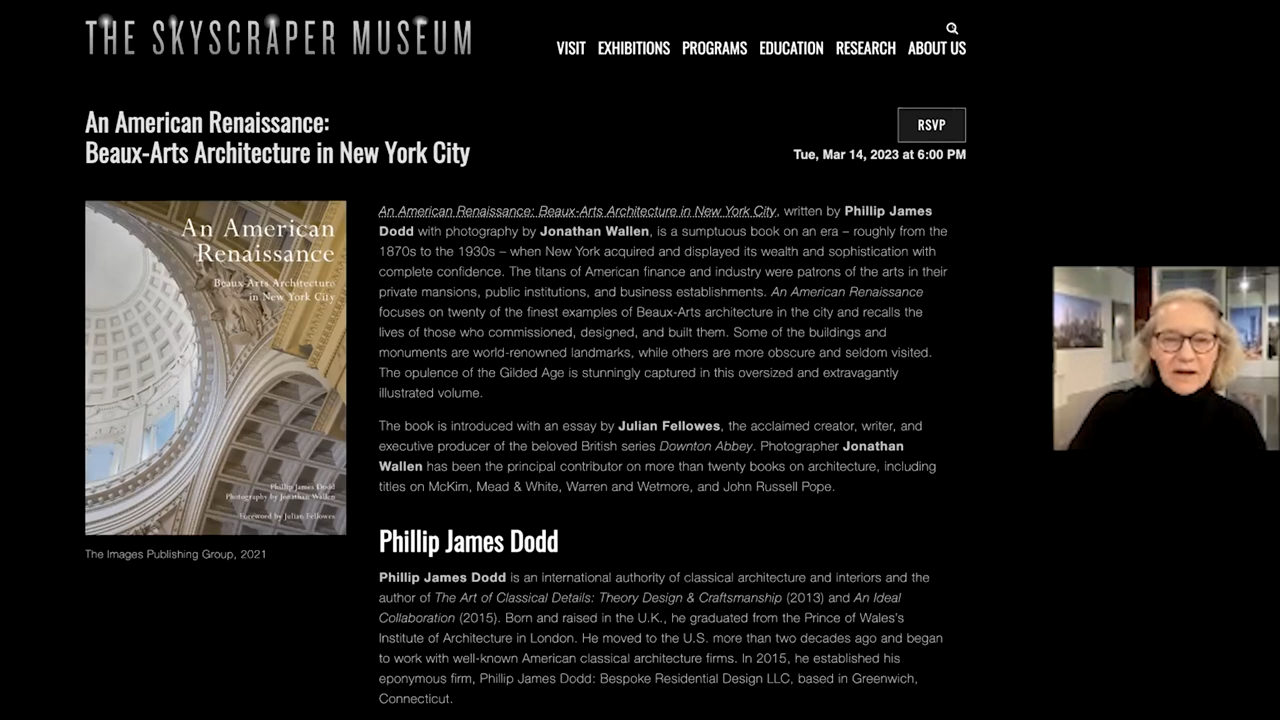 THE SKYSCRAPER MUSEUM
VISIT EXHIBITIONS PROGRAMS EDUCATION RESEARCH ABOUT US
An American Renaissance:
Beaux-Arts Architecture in New York City
RSVP
Tue, Mar 14, 2023 at 6:00 PM
An American
Renaissance
Beaux-Arts Architecture
in New York City
Phillip James Dodd
Photography by Jonathan Wallen
Foreword by Julian Fellowes
The Images Publishing Group, 2021
An American Renaissance: Beaux-Arts Architecture in New York City, written by Phillip James
Dodd with photography by Jonathan Wallen, is a sumptuous book on an era – roughly from the
1870s to the 1930s – when New York acquired and displayed its wealth and sophistication with
complete confidence. The titans of American finance and industry were patrons of the arts in their
private mansions, public institutions, and business establishments. An American Renaissance
focuses on twenty of the finest examples of Beaux-Arts architecture in the city and recalls the
lives of those who commissioned, designed, and built them. Some of the buildings and
monuments are world-renowned landmarks, while others are more obscure and seldom visited.
The opulence of the Gilded Age is stunningly captured in this oversized and extravagantly
illustrated volume.
The book is introduced with an essay by Julian Fellowes, the acclaimed creator, writer, and
executive producer of the beloved British series Downton Abbey. Photographer Jonathan
Wallen has been the principal contributor on more than twenty books on architecture, including
titles on McKim, Mead & White, Warren and Wetmore, and John Russell Pope.
Phillip James Dodd
Phillip James Dodd is an international authority of classical architecture and interiors and the
author of The Art of Classical Details: Theory Design & Craftsmanship (2013) and An Ideal
Collaboration (2015). Born and raised in the U.K., he graduated from the Prince of Wales's
Institute of Architecture in London. He moved to the U.S. more than two decades ago and began
to work with well-known American classical architecture firms. In 2015, he established his
eponymous firm, Phillip James Dodd: Bespoke Residential Design LLC, based in Greenwich,
Connecticut.